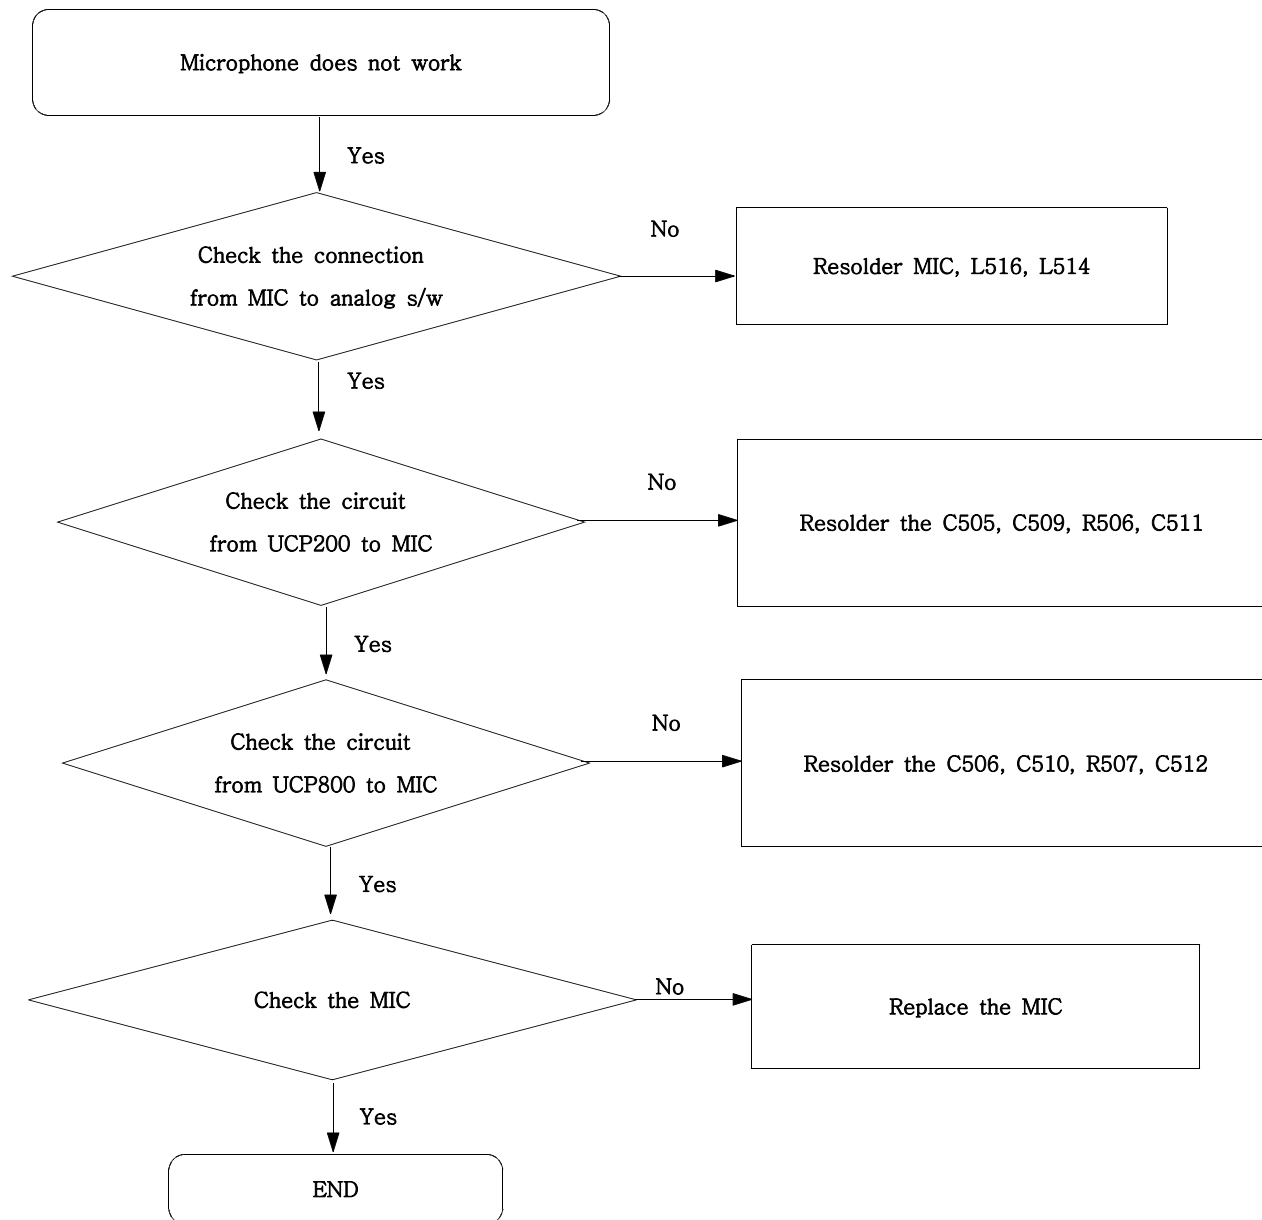 Microphone does not work
Yes
Check the connection
from MIC to analog s/w
No
Resolder MIC, L516, L514
Yes
Check the circuit
from UCP200 to MIC
No
Resolder the C505, C509, R506, C511
Yes
Check the circuit
from UCP800 to MIC
No
Resolder the C506, C510, R507, C512
Yes
Check the MIC
No
Replace the MIC
Yes
END